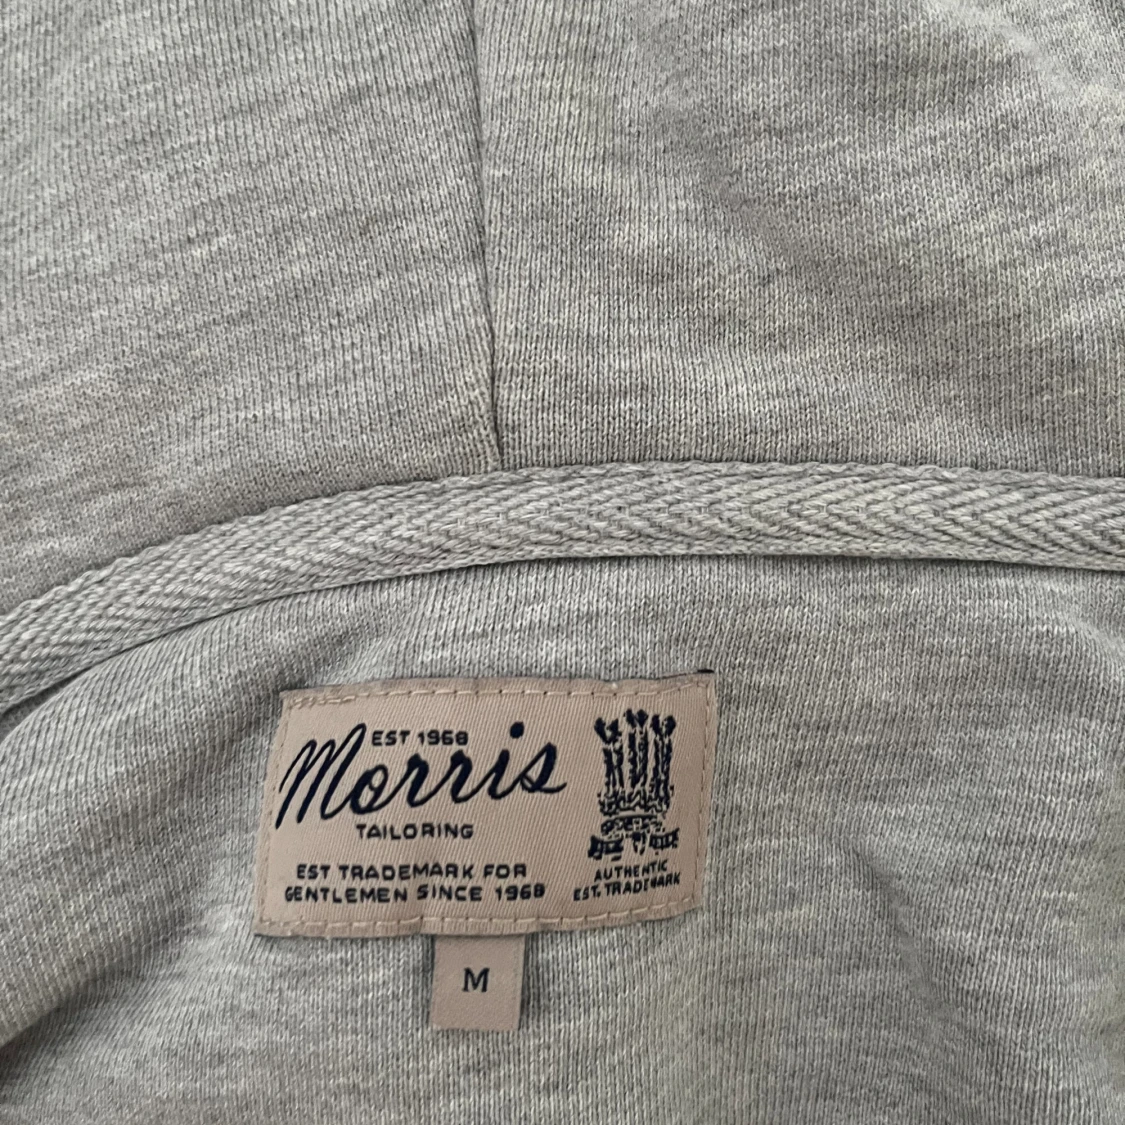 EST 1968
Morris
TAILORING
EST TRADEMARK FOR
GENTLEMEN SINCE 1968
AUTHENTIC
EST. TRADEMARK
M